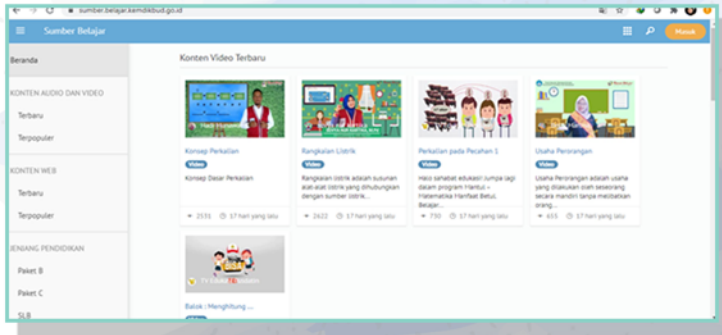 sumber.belajar.kemdikbud.go.id
Sumber Belajar
Masuk
Beranda
KONTEN AUDIO DAN VIDEO
Terbaru
Terpopuler
KONTEN WEB
Terbaru
Terpopuler
JENJANG PENDIDIKAN
Paket B
Paket C
SLB
Konten Video Terbaru
Konsep Perkalian
Video
Konsep Dasar Perkalian
2531 17 hari yang lalu
Rangkaian Listrik
Video
Rangkaian listrik adalah susunan
alat-alat listrik yang dihubungkan
dengan sumber listrik...
2622 17 hari yang lalu
Perkalian pada Pecahan 1
Video
Halo sahabat edukasi! Jumpa lagi
dalam program Mantul –
Matematika Manfaat Betul.
Belajar...
730 17 hari yang lalu
Usaha Perorangan
Video
Usaha Perorangan adalah usaha
yang dilakukan oleh seseorang
secara mandiri tanpa melibatkan
orang...
655 17 hari yang lalu
Balok : Menghitung ...